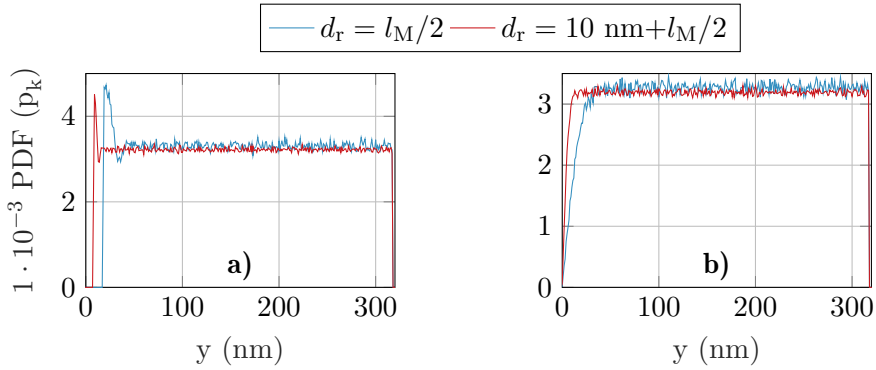 d_r = l_M/2 d_r = 10 nm+l_M/2
1 · 10^−3 PDF (p_k)
4
2
0
a)
0 100 200 300
y (nm)
3
2
1
0
b)
0 100 200 300
y (nm)